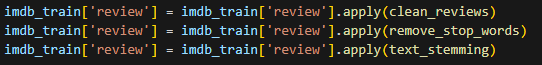 imdb_train['review'] = imdb_train['review'].apply(clean_reviews)
imdb_train['review'] = imdb_train['review'].apply(remove_stop_words)
imdb_train['review'] = imdb_train['review'].apply(text_stemming)